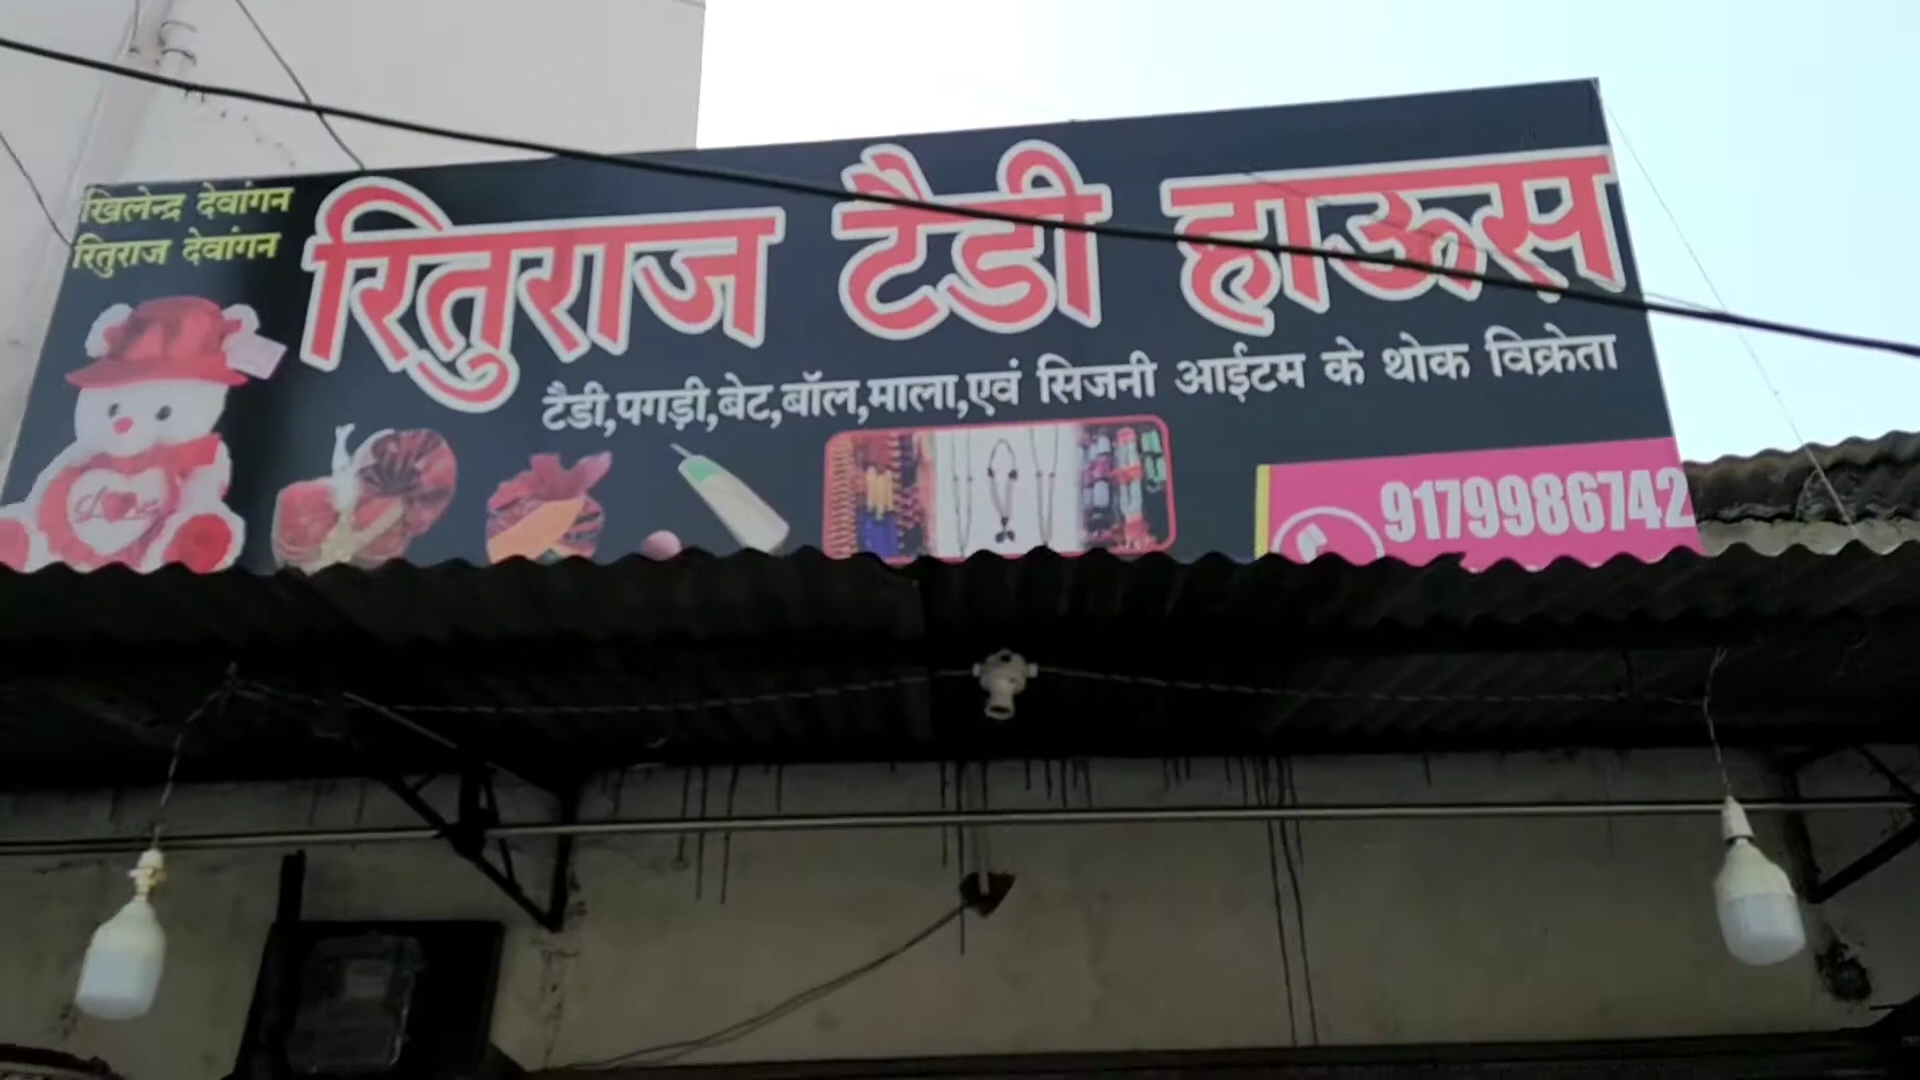 खिलेन्द्र देवांगन
रितुराज देवांगन
रितुराज टैडी हाऊस
टैडी,पगड़ी,बेट,बॉल,माला,एवं सिजनी आईटम के थोक विक्रेता
9179986742